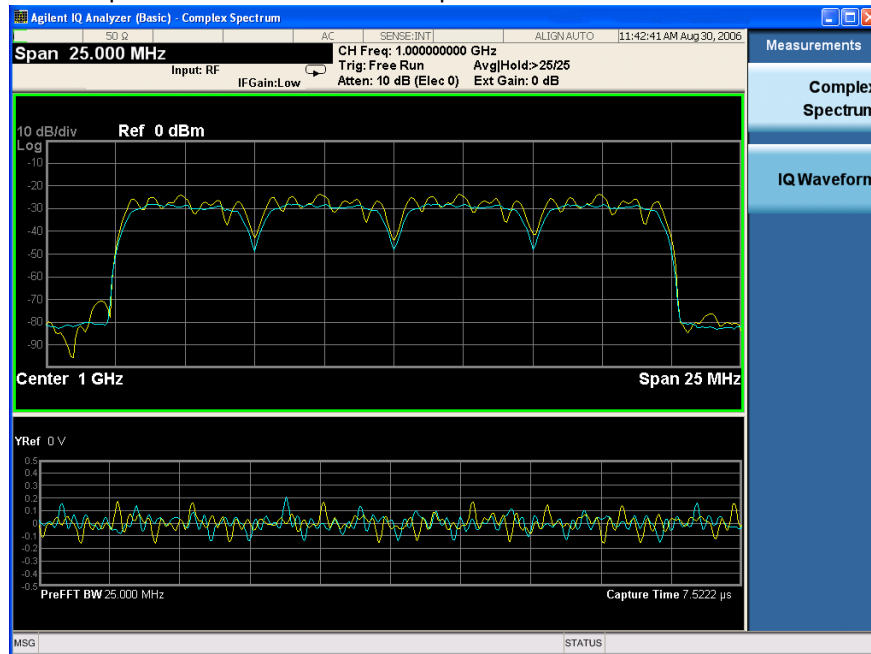 Agilent IQ Analyzer (Basic) - Complex Spectrum
50 Ω AC SENSE:INT ALIGN AUTO 11:42:41 AM Aug 30, 2006
Span 25.000 MHz
CH Freq: 1.000000000 GHz
Input: RF
Trig: Free Run Avg|Hold:>25/25
IFGain:Low
Atten: 10 dB (Elec 0) Ext Gain: 0 dB
Measurements
Complex
Spectrum
IQ Waveform
10 dB/div Ref 0 dBm
Log
-10
-20
-30
-40
-50
-60
-70
-80
-90
Center 1 GHz Span 25 MHz
YRef 0 V
0.5
0.4
0.3
0.2
0.1
0
-0.1
-0.2
-0.3
-0.4
-0.5
PreFFT BW 25.000 MHz Capture Time 7.5222 µs
MSG STATUS